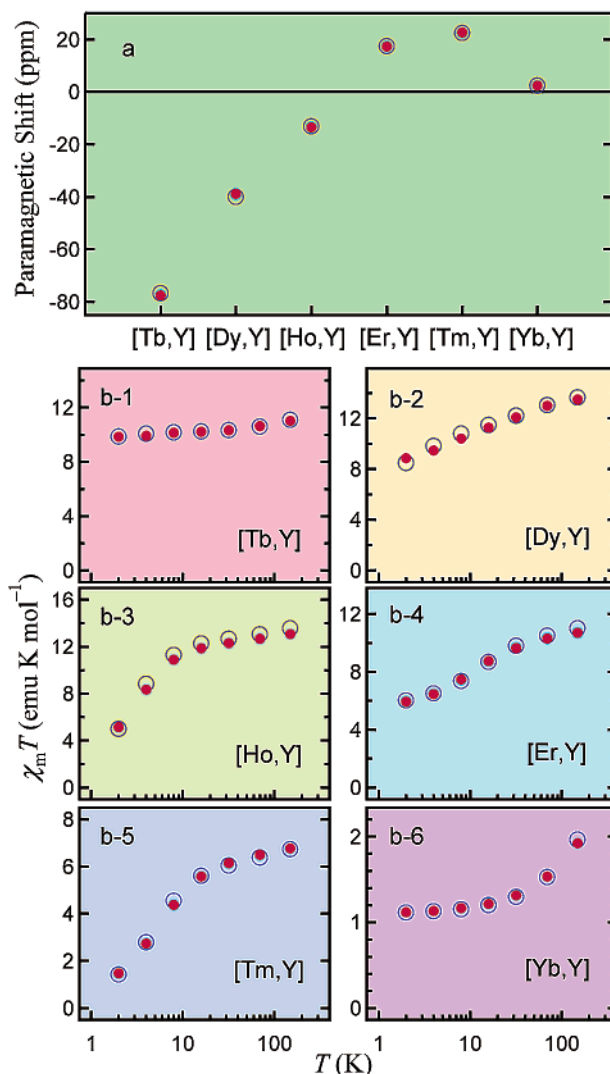 Paramagnetic Shift (ppm)
a
20
0
-20
-40
-60
-80
[Tb,Y] [Dy,Y] [Ho,Y] [Er,Y] [Tm,Y] [Yb,Y]
χmT (emu K mol−1)
b-1
12
8
4
0
[Tb,Y]
b-2
12
8
4
0
[Dy,Y]
b-3
16
12
8
4
0
[Ho,Y]
b-4
12
8
4
0
[Er,Y]
b-5
8
6
4
2
0
[Tm,Y]
b-6
2
1
0
[Yb,Y]
1 10 100 1 10 100
T (K)